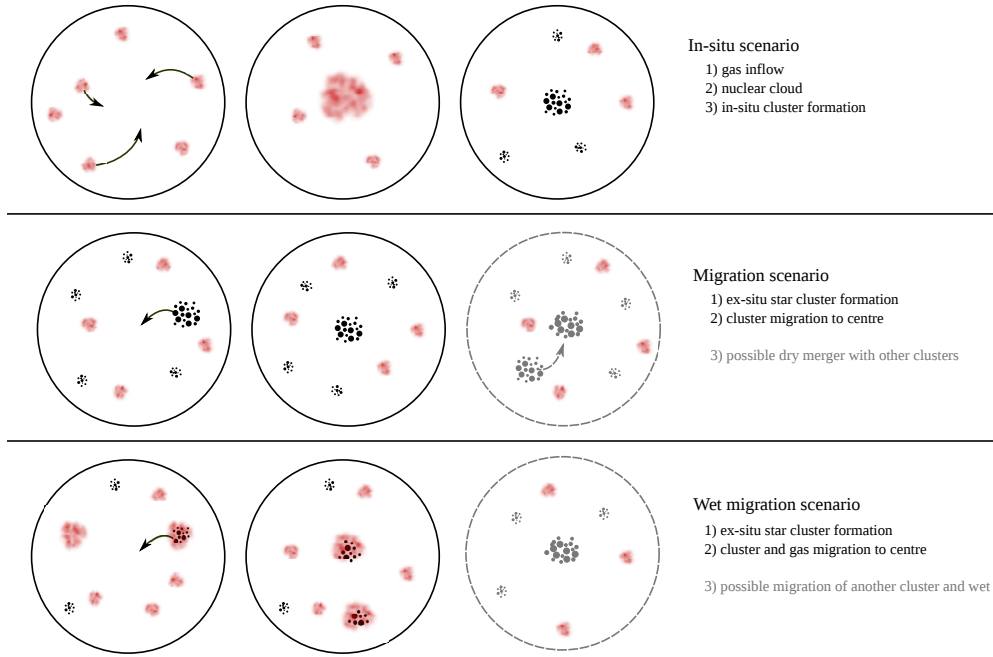 In-situ scenario
1) gas inflow
2) nuclear cloud
3) in-situ cluster formation
Migration scenario
1) ex-situ star cluster formation
2) cluster migration to centre
3) possible dry merger with other clusters
Wet migration scenario
1) ex-situ star cluster formation
2) cluster and gas migration to centre
3) possible migration of another cluster and wet